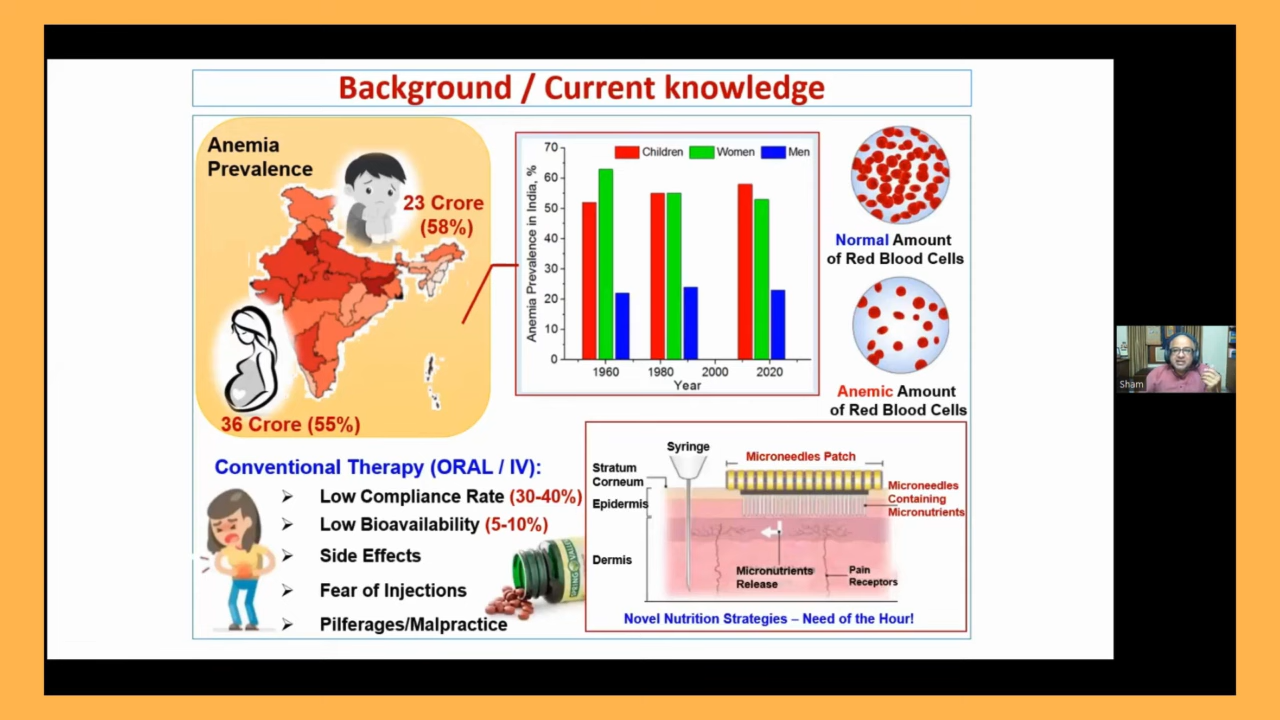 Background / Current knowledge
Anemia
Prevalence
23 Crore
(58%)
36 Crore (55%)
Children
Women
Men
Anemia Prevalence in India, %
70
60
50
40
30
20
10
0
1960
1980
2000
2020
Year
Normal Amount
of Red Blood Cells
Anemic Amount
of Red Blood Cells
Conventional Therapy (ORAL / IV):
➢ Low Compliance Rate (30-40%)
➢ Low Bioavailability (5-10%)
➢ Side Effects
➢ Fear of Injections
➢ Pilferages/Malpractice
SPRING VALLEY
Syringe
Microneedles Patch
Stratum
Corneum
Epidermis
Dermis
Microneedles
Containing
Micronutrients
Micronutrients
Release
Pain
Receptors
Novel Nutrition Strategies – Need of the Hour!
Sham